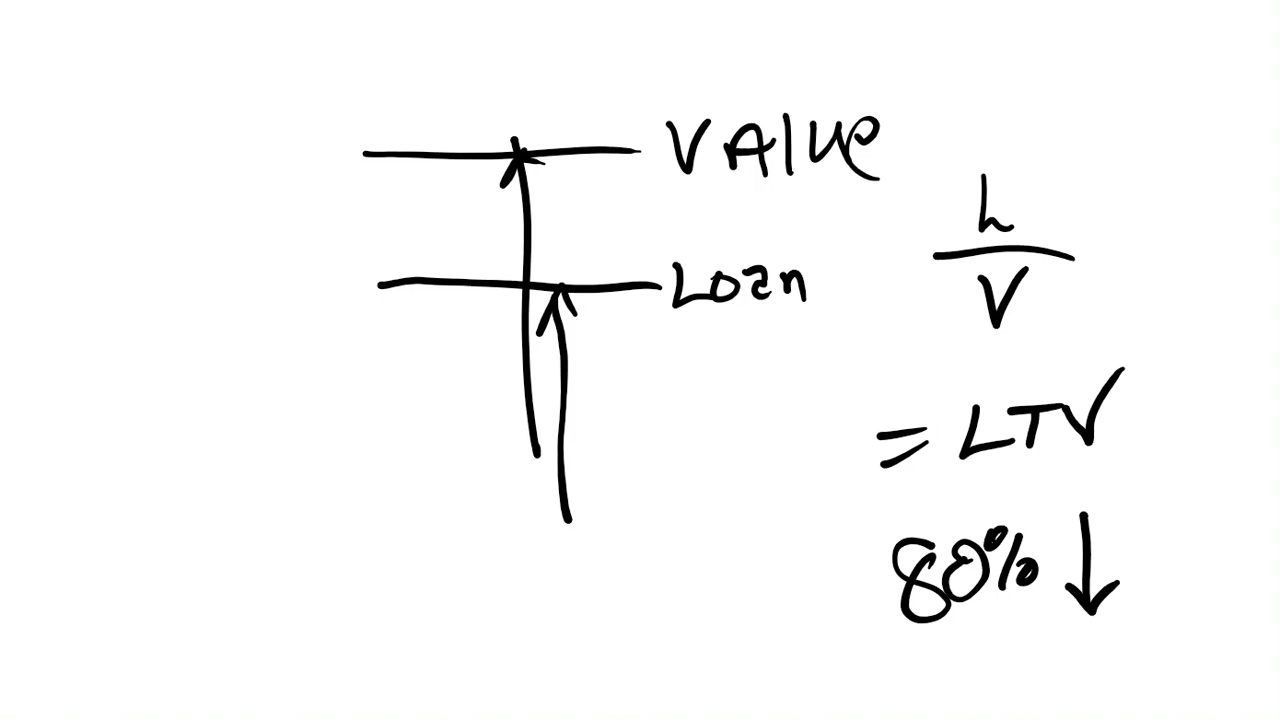 VAlue
Loan
L
V
= LTV
80% ↓